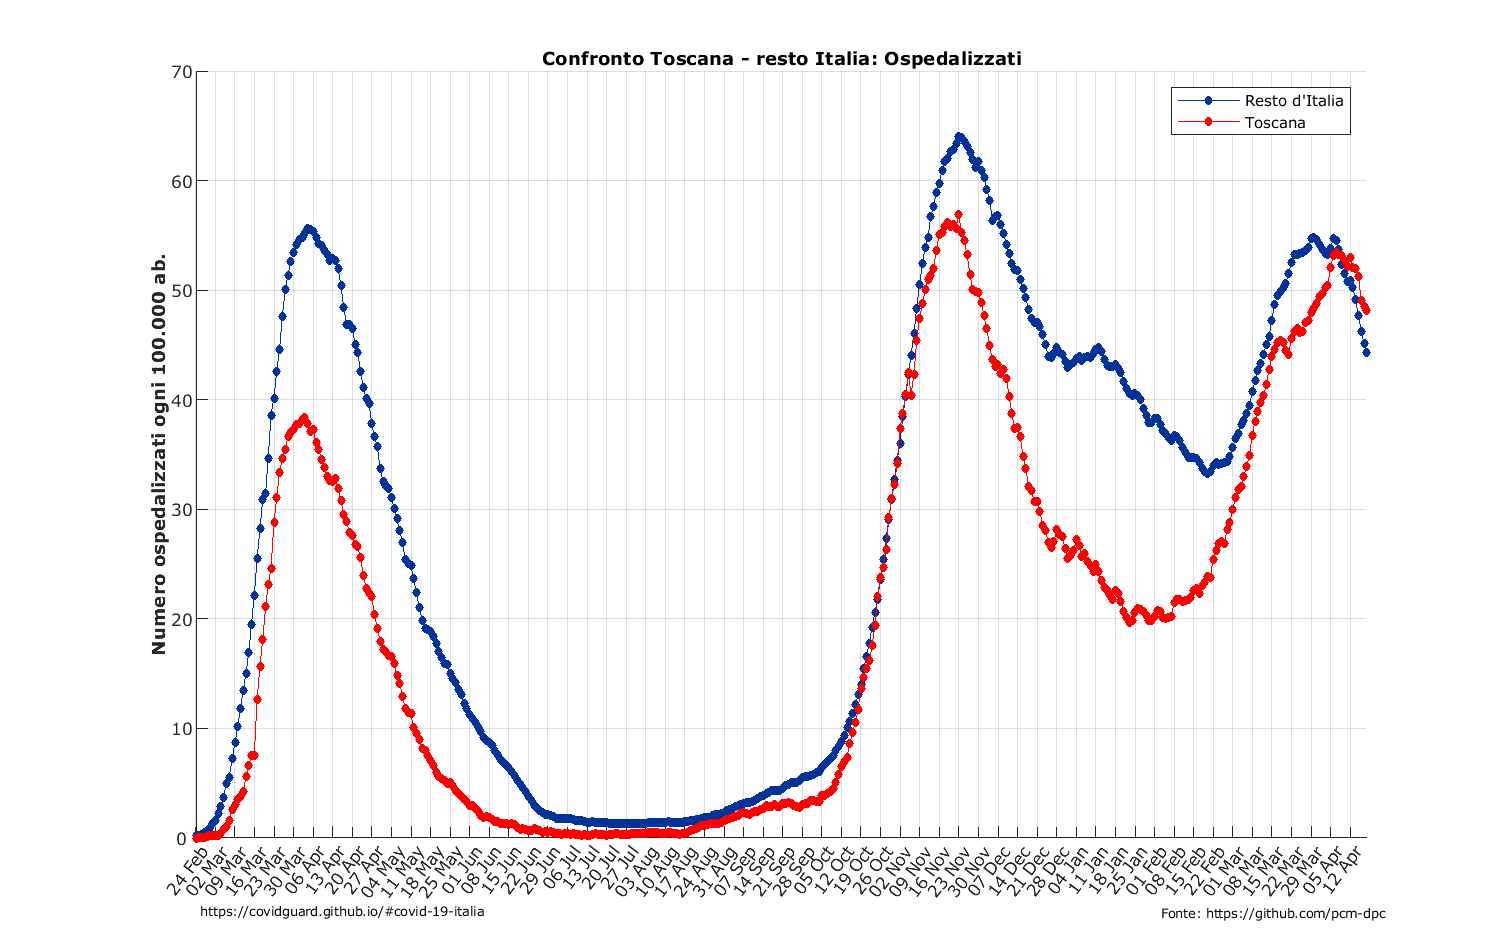 Confronto Toscana - resto Italia: Ospedalizzati
Resto d'Italia
Toscana
Numero ospedalizzati ogni 100.000 ab.
70
60
50
40
30
20
10
0
24 Feb
02 Mar
09 Mar
16 Mar
23 Mar
30 Mar
06 Apr
13 Apr
20 Apr
27 Apr
04 May
11 May
18 May
25 May
01 Jun
08 Jun
15 Jun
22 Jun
29 Jun
06 Jul
13 Jul
20 Jul
27 Jul
03 Aug
10 Aug
17 Aug
24 Aug
31 Aug
07 Sep
14 Sep
21 Sep
28 Sep
05 Oct
12 Oct
19 Oct
26 Oct
02 Nov
09 Nov
16 Nov
23 Nov
30 Nov
07 Dec
14 Dec
21 Dec
28 Dec
04 Jan
11 Jan
18 Jan
25 Jan
01 Feb
08 Feb
15 Feb
22 Feb
01 Mar
08 Mar
15 Mar
22 Mar
29 Mar
05 Apr
12 Apr
https://covidguard.github.io/#covid-19-italia
Fonte: https://github.com/pcm-dpc